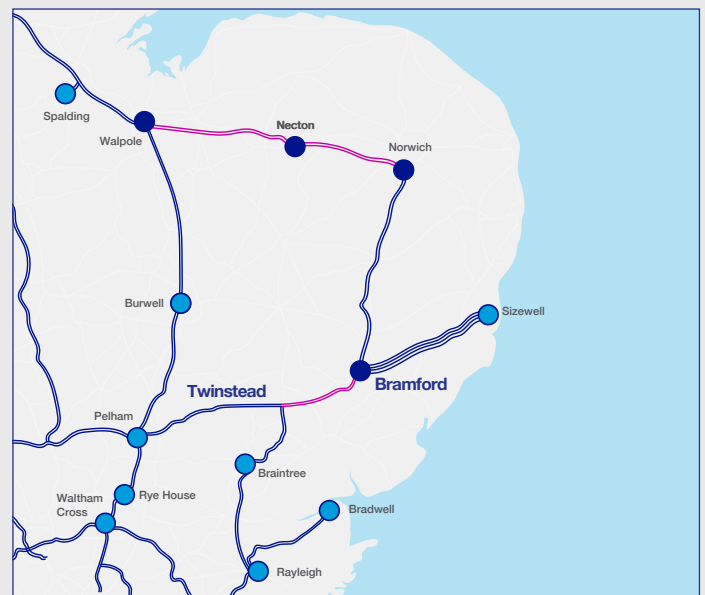 Spalding
Walpole
Necton
Norwich
Burwell
Sizewell
Twinstead
Bramford
Pelham
Braintree
Waltham
Cross
Rye House
Bradwell
Rayleigh